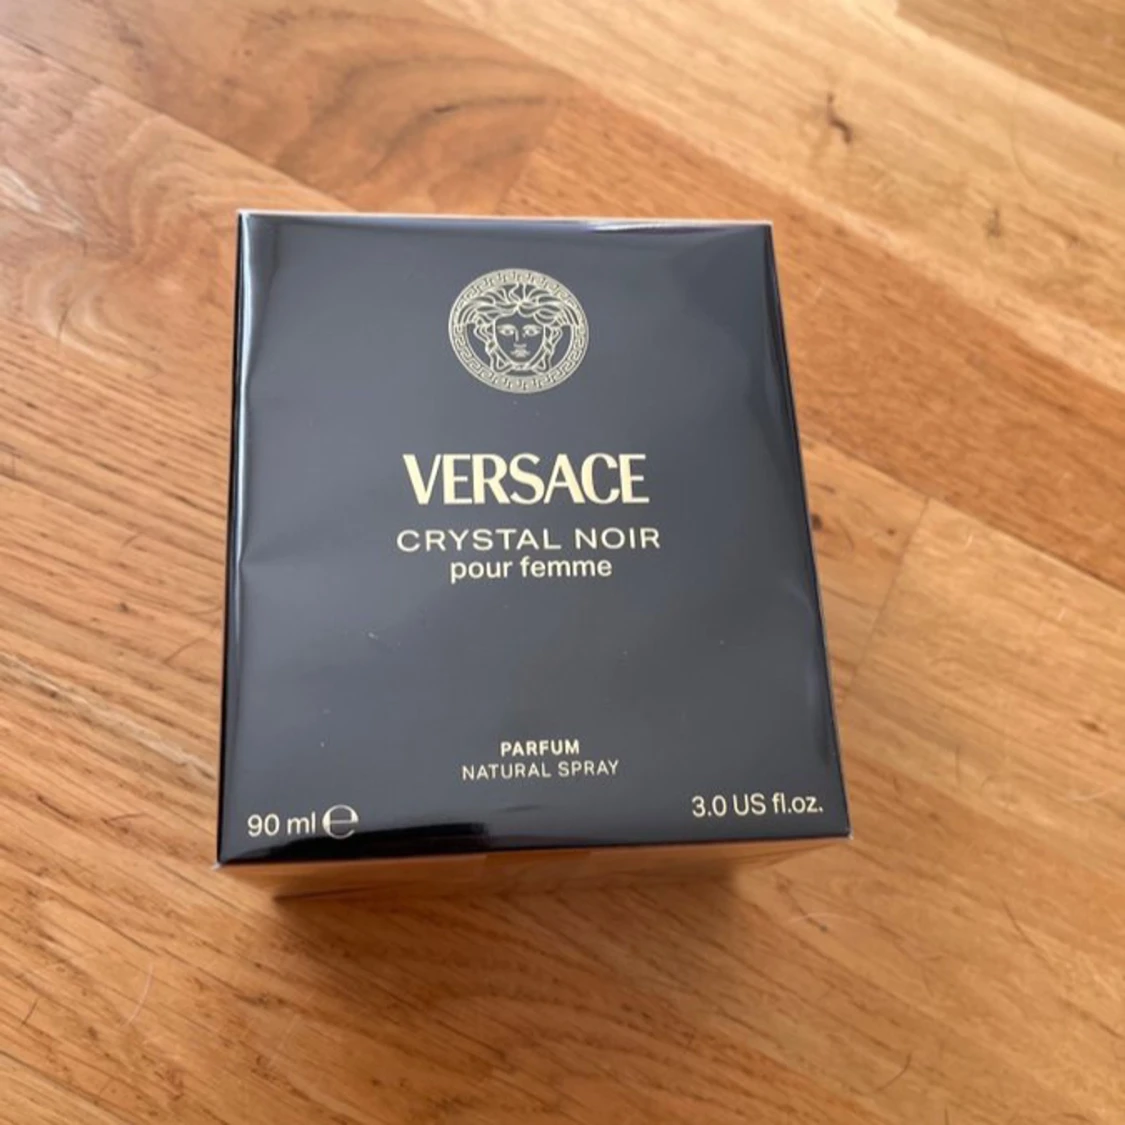 VERSACE
CRYSTAL NOIR
pour femme
PARFUM
NATURAL SPRAY
90 ml ℮
3.0 US fl.oz.